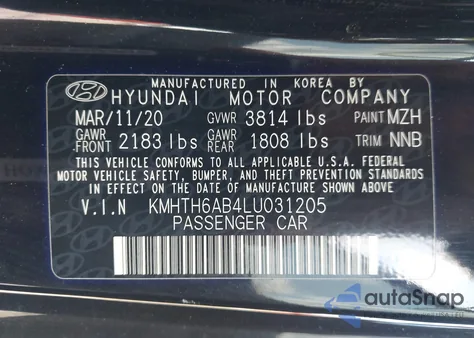 MANUFACTURED IN KOREA BY
HYUNDAI MOTOR COMPANY
MAR/11/20 GVWR 3814 lbs PAINT MZH
GAWR FRONT 2183 lbs GAWR REAR 1808 lbs TRIM NNB
THIS VEHICLE CONFORMS TO ALL APPLICABLE U.S.A. FEDERAL
MOTOR VEHICLE SAFETY, BUMPER, AND THEFT PREVENTION
STANDARDS IN EFFECT ON THE DATE OF MANUFACTURE SHOWN ABOVE.
V.I.N KMHTH6AB4LU031205
PASSENGER CAR
autoSnap